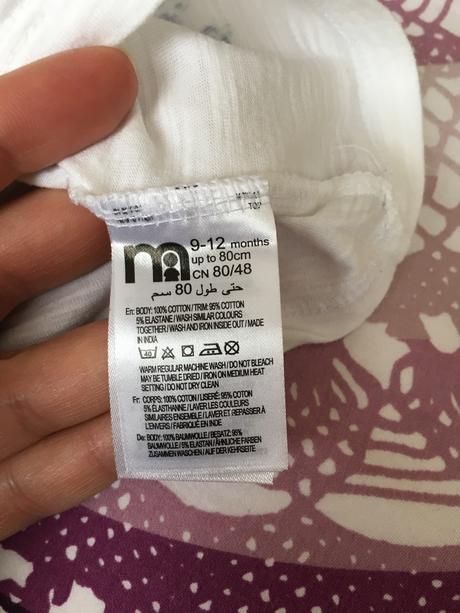 9-12 months
up to 80cm
CN 80/48
حتى طول 80 سم
En: BODY: 100% COTTON / TRIM: 95% COTTON
5% ELASTANE / WASH SIMILAR COLOURS
TOGETHER / WASH AND IRON INSIDE OUT / MADE
IN INDIA
40
WARM REGULAR MACHINE WASH / DO NOT BLEACH
MAY BE TUMBLE DRIED / IRON ON MEDIUM HEAT
SETTING / DO NOT DRY CLEAN
Fr: CORPS: 100% COTON / LISERÉ: 95% COTON
5% ÉLASTHANNE / LAVER LES COULEURS
SIMILAIRES ENSEMBLE / LAVER ET REPASSER À
L'ENVERS / FABRIQUÉ EN INDE
De: BODY: 100% BAUMWOLLE / BESATZ: 95%
BAUMWOLLE / 5% ELASTAN / ÄHNLICHE FARBEN
ZUSAMMEN WASCHEN / AUF DER KEHRSEITE